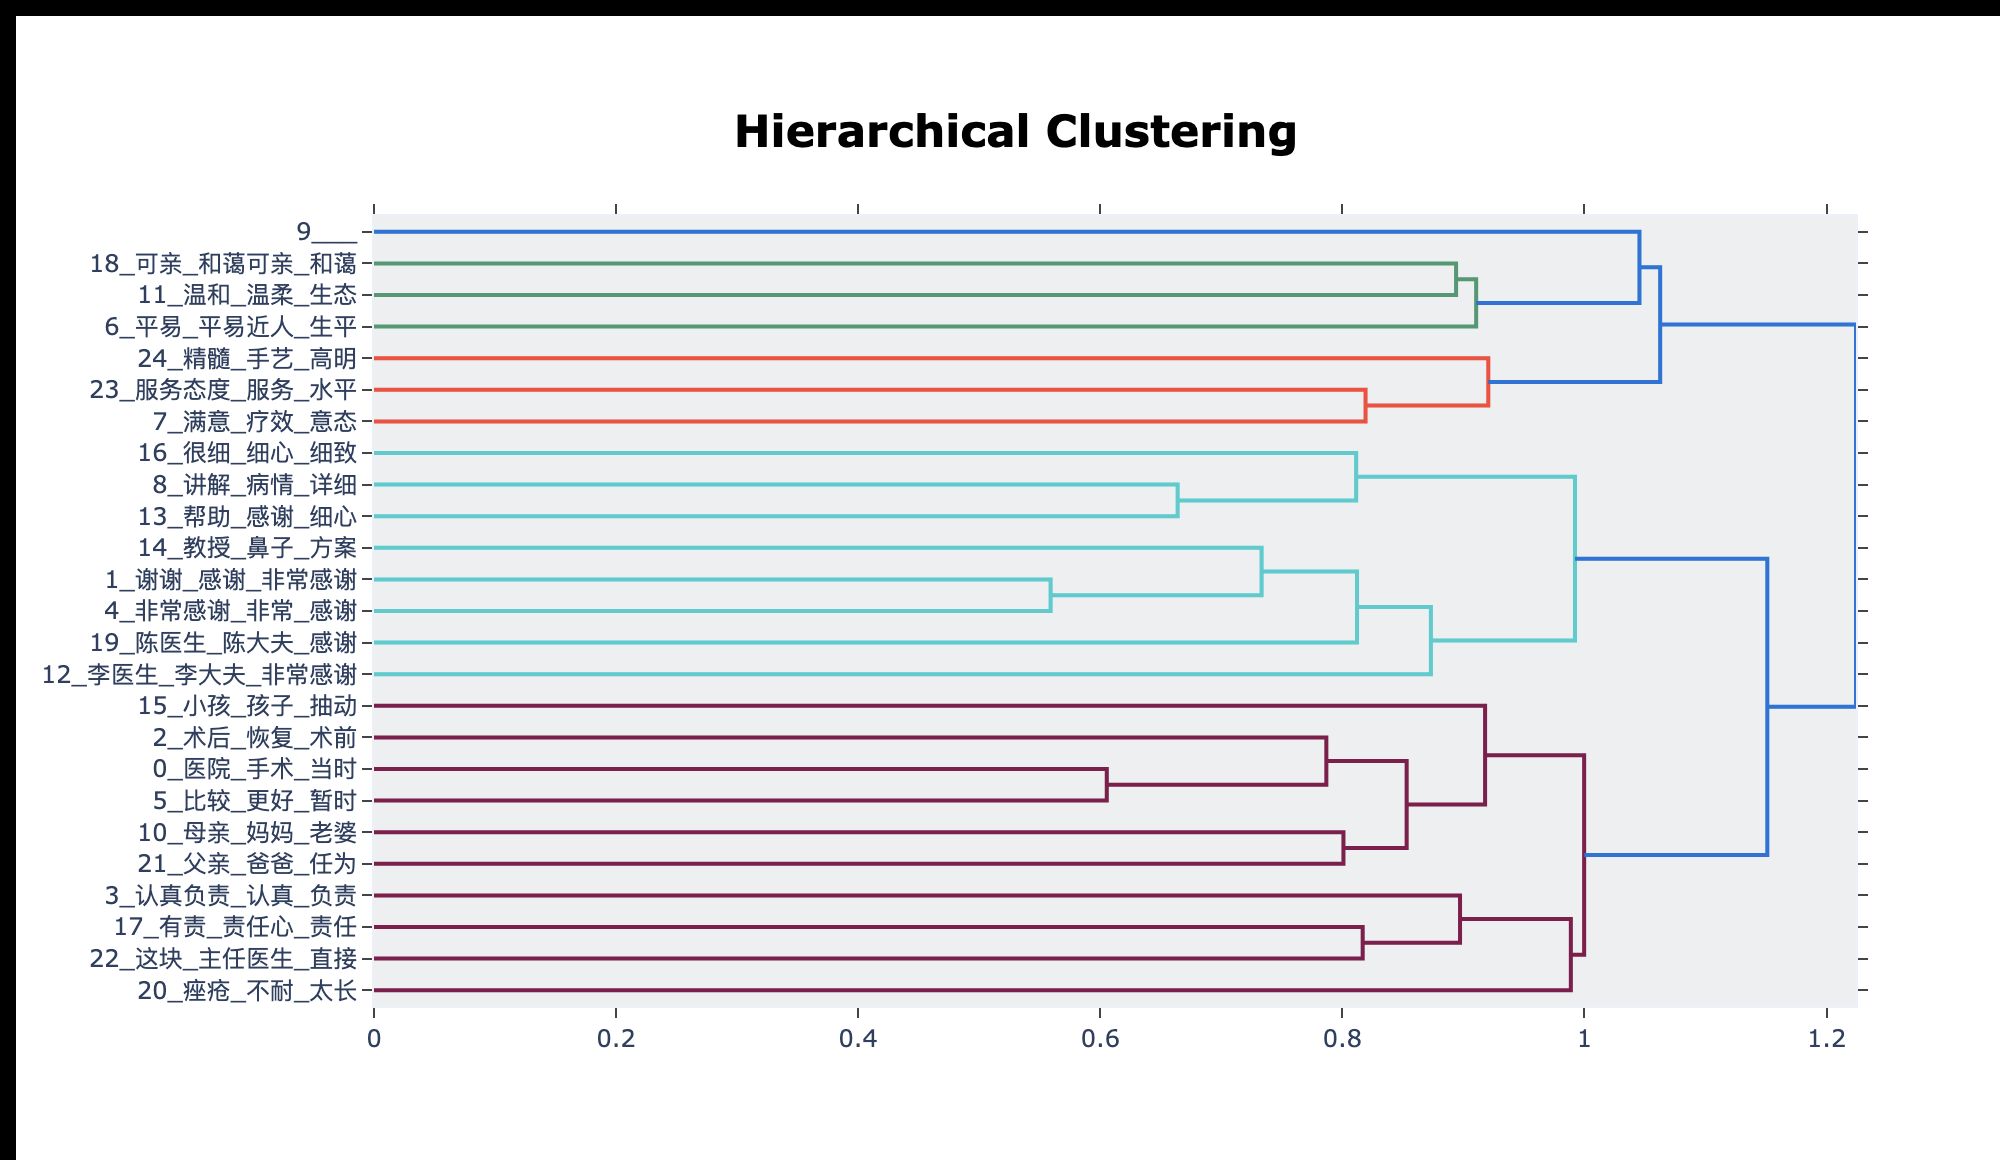 Hierarchical Clustering
9___
18_可亲_和蔼可亲_和蔼
11_温和_温柔_生态
6_平易_平易近人_生平
24_精髓_手艺_高明
23_服务态度_服务_水平
7_满意_疗效_意态
16_很细_细心_细致
8_讲解_病情_详细
13_帮助_感谢_细心
14_教授_鼻子_方案
1_谢谢_感谢_非常感谢
4_非常感谢_非常_感谢
19_陈医生_陈大夫_感谢
12_李医生_李大夫_非常感谢
15_小孩_孩子_抽动
2_术后_恢复_术前
0_医院_手术_当时
5_比较_更好_暂时
10_母亲_妈妈_老婆
21_父亲_爸爸_任为
3_认真负责_认真_负责
17_有责_责任心_责任
22_这块_主任医生_直接
20_痤疮_不耐_太长
0 0.2 0.4 0.6 0.8 1 1.2